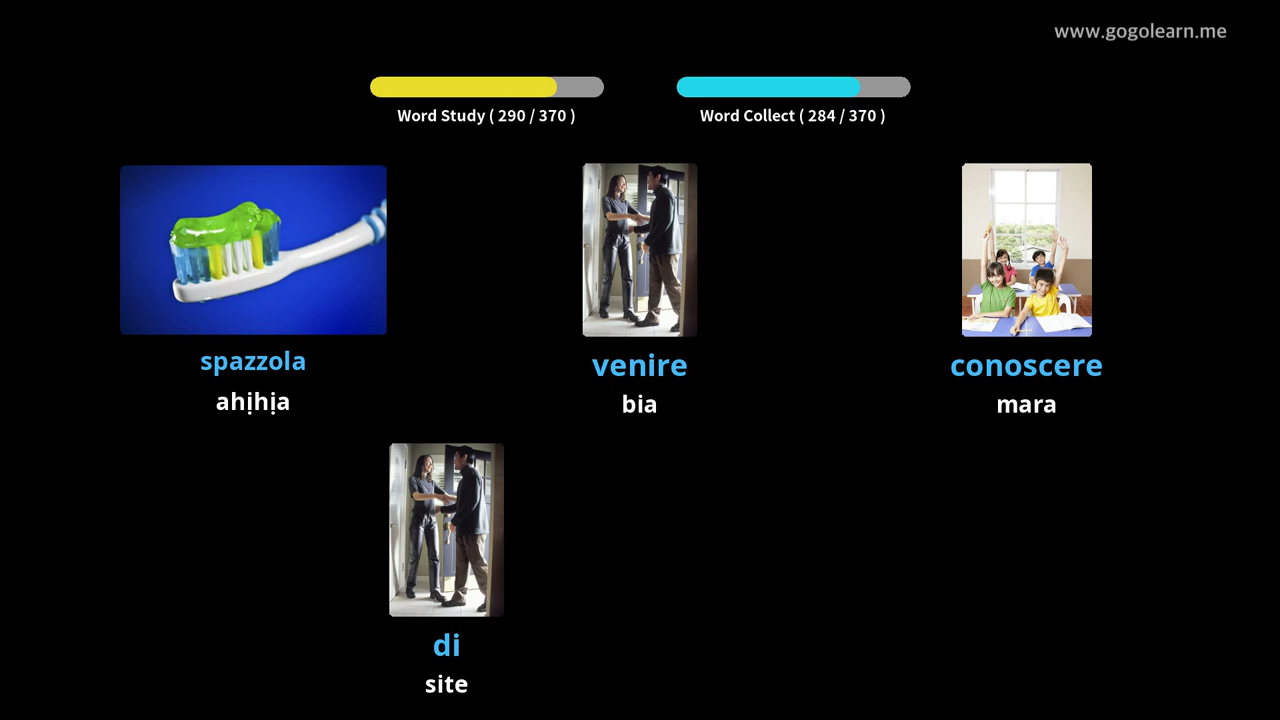 www.gogolearn.me
Word Study ( 290 / 370 )
Word Collect ( 284 / 370 )
spazzola
ahịhịa
venire
bia
conoscere
mara
di
site